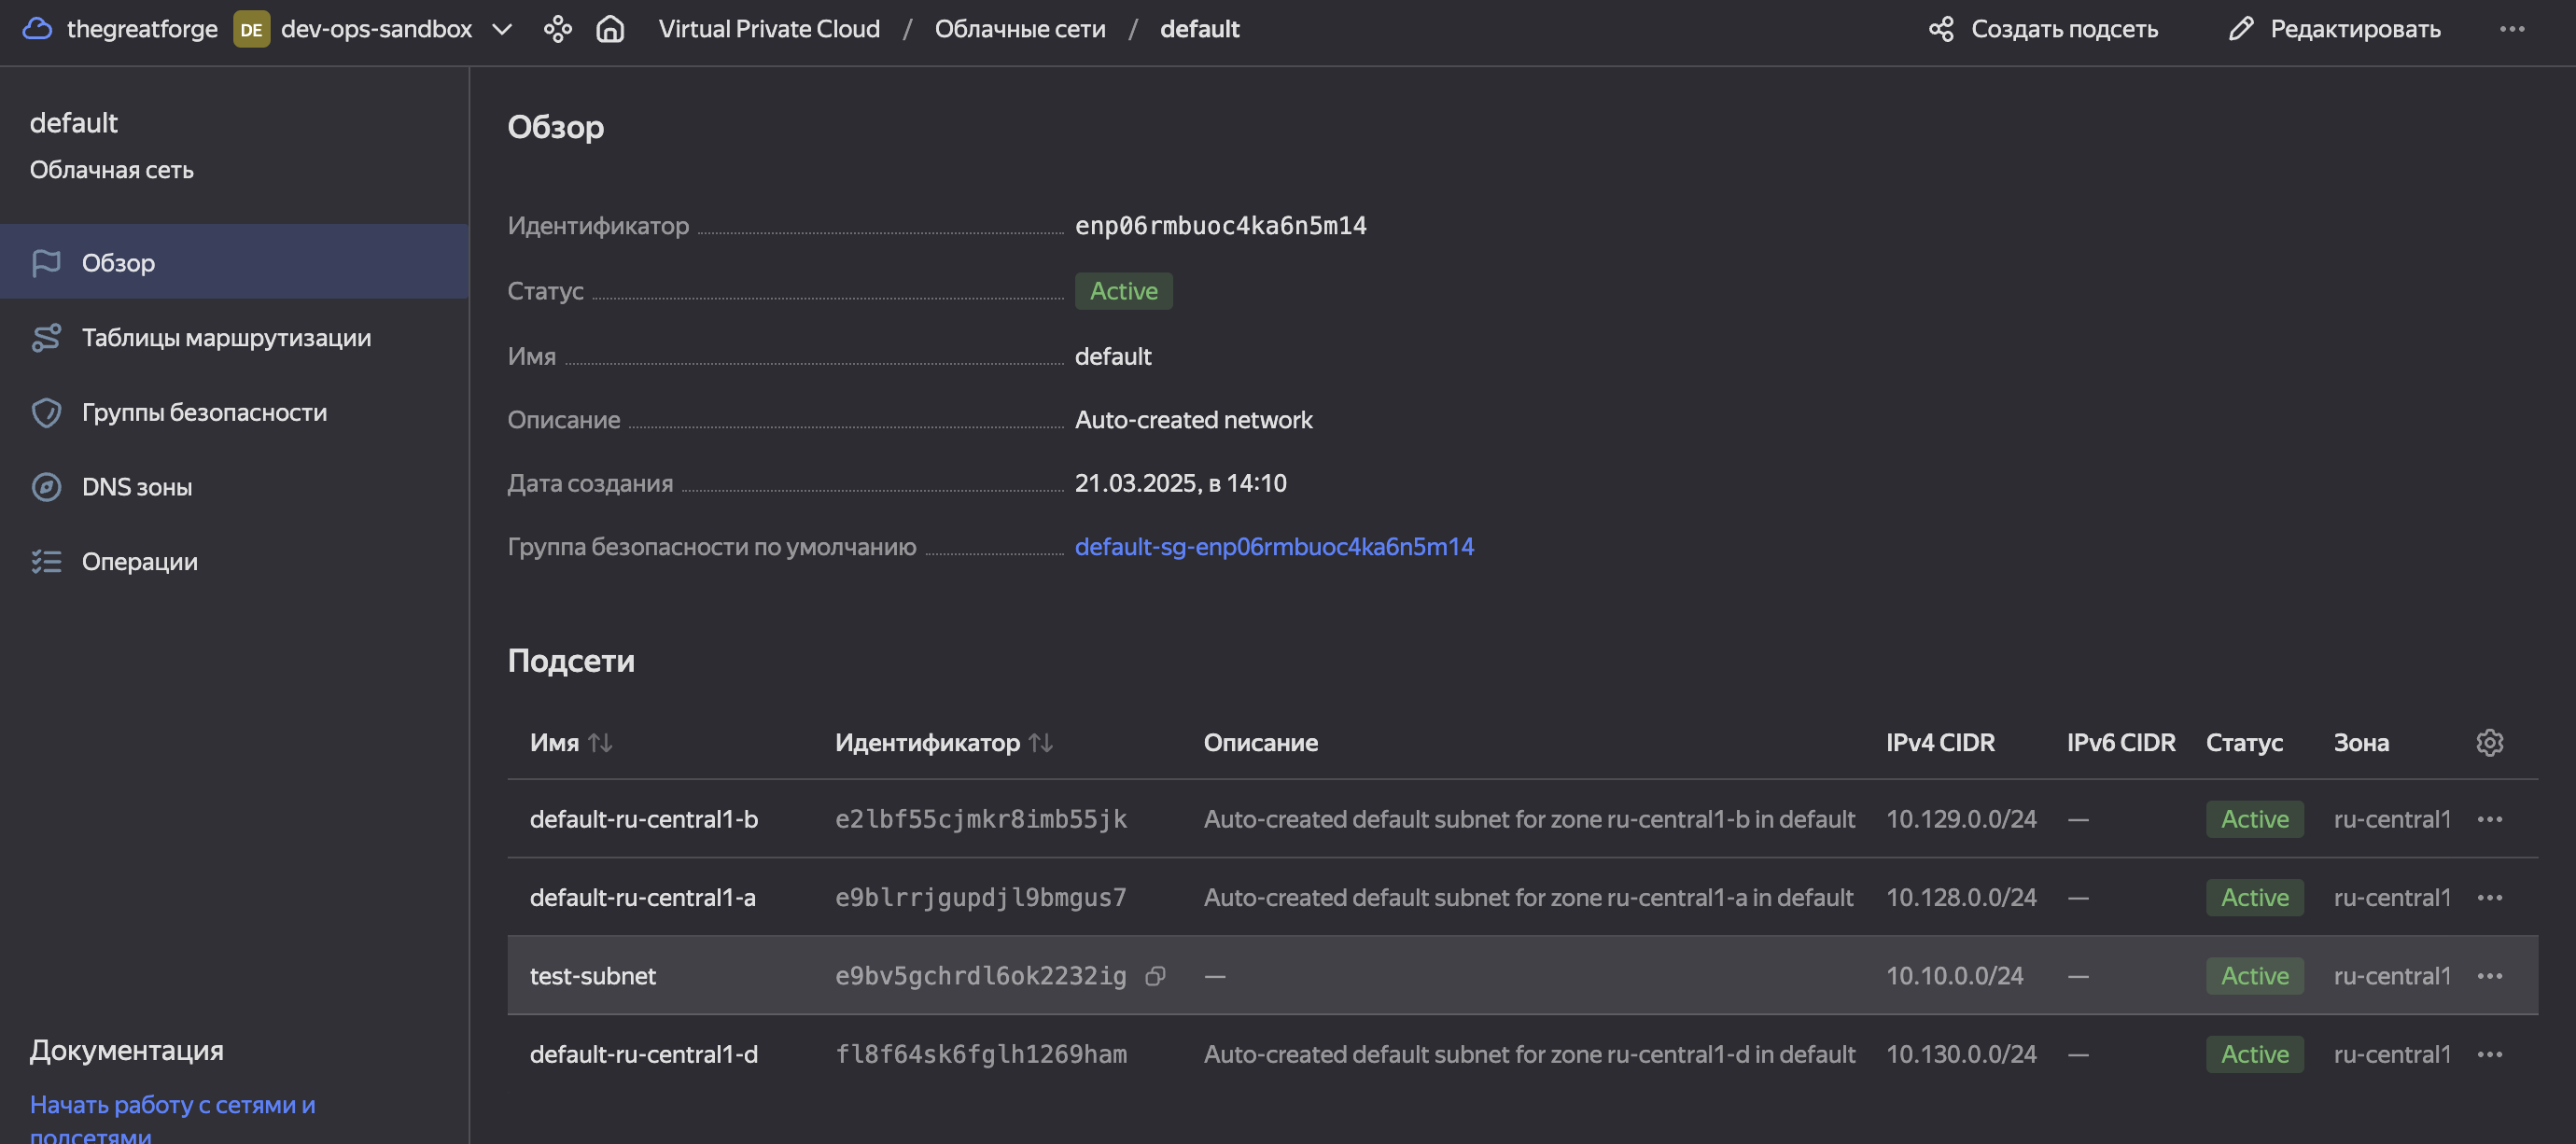 thegreatforge DE dev-ops-sandbox Virtual Private Cloud / Облачные сети / default Создать подсеть Редактировать
default
Облачная сеть
Обзор
Таблицы маршрутизации
Группы безопасности
DNS зоны
Операции
Документация
Начать работу с сетями и
подсетями
Обзор
Идентификатор enp06rmbuoc4ka6n5m14
Статус Active
Имя default
Описание Auto-created network
Дата создания 21.03.2025, в 14:10
Группа безопасности по умолчанию default-sg-enp06rmbuoc4ka6n5m14
Подсети
Имя Идентификатор Описание IPv4 CIDR IPv6 CIDR Статус Зона
default-ru-central1-b e2lbf55cjmkr8imb55jk Auto-created default subnet for zone ru-central1-b in default 10.129.0.0/24 — Active ru-central1
default-ru-central1-a e9blrrjgupdjl9bmgus7 Auto-created default subnet for zone ru-central1-a in default 10.128.0.0/24 — Active ru-central1
test-subnet e9bv5gchrdl6ok2232ig — 10.10.0.0/24 — Active ru-central1
default-ru-central1-d fl8f64sk6fglh1269ham Auto-created default subnet for zone ru-central1-d in default 10.130.0.0/24 — Active ru-central1